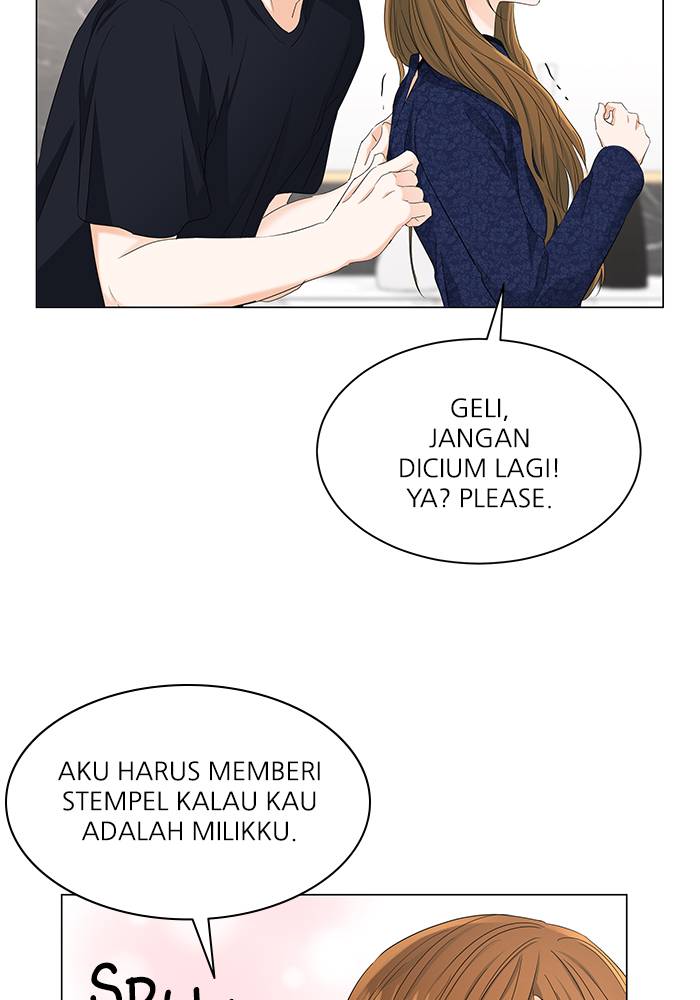 GELI,
JANGAN
DICIUM LAGI!
YA? PLEASE.
AKU HARUS MEMBERI
STEMPEL KALAU KAU
ADALAH MILIKKU.